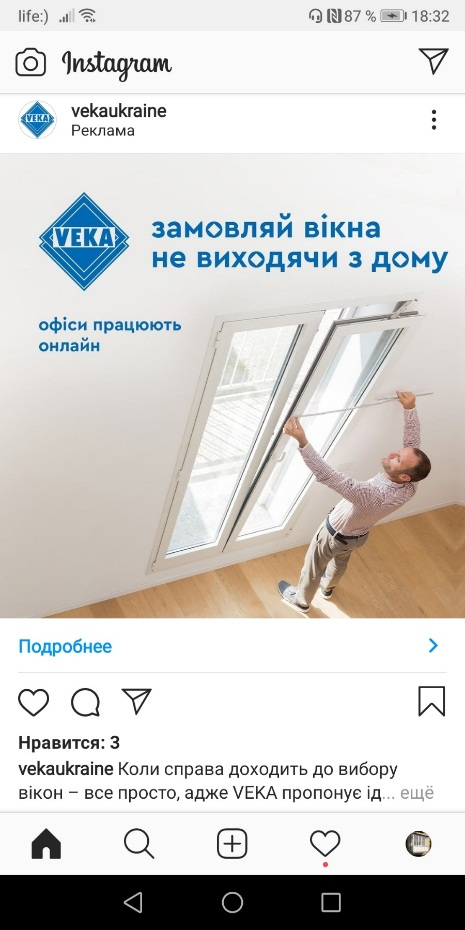 life:) 87 % 18:32
Instagram
vekaukraine
Реклама
VEKA
VEKA
замовляй вікна
не виходячи з дому
офіси працюють
онлайн
Подробнее
Нравится: 3
vekaukraine Коли справа доходить до вибору
вікон – все просто, адже VEKA пропонує ід... ещё